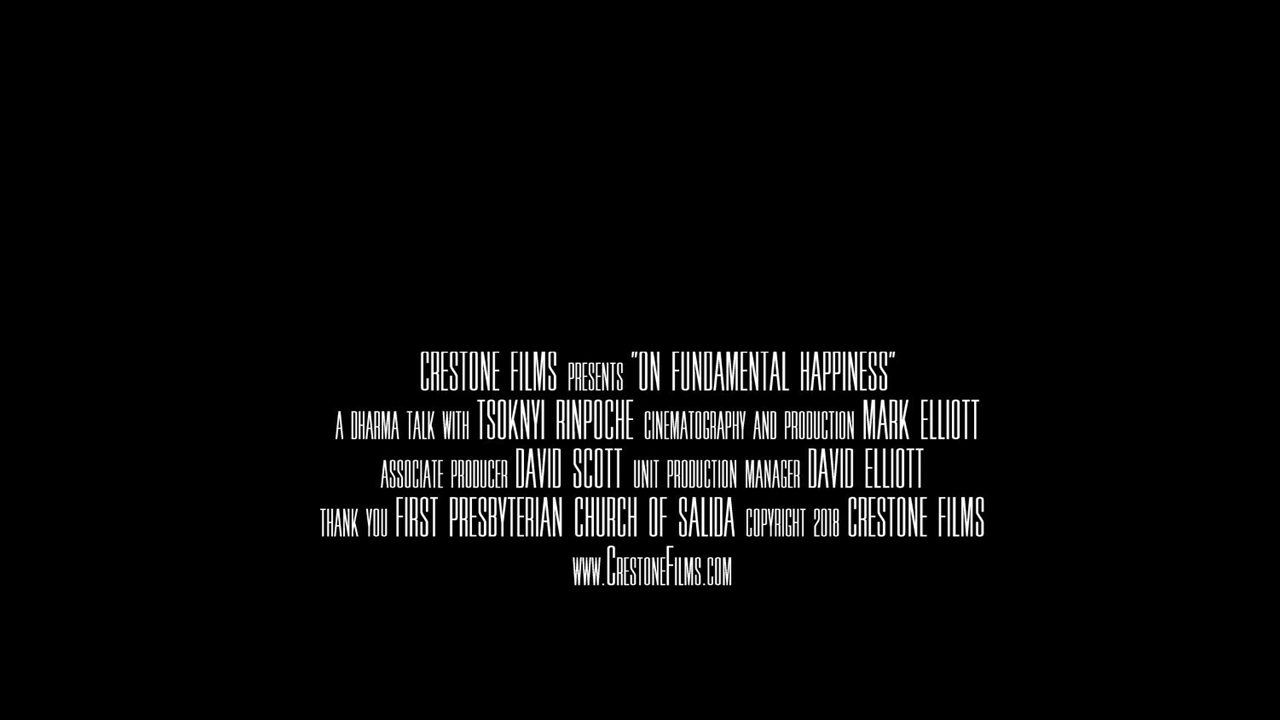 CRESTONE FILMS PRESENTS "ON FUNDAMENTAL HAPPINESS"
A DHARMA TALK WITH TSOKNYI RINPOCHE CINEMATOGRAPHY AND PRODUCTION MARK ELLIOTT
ASSOCIATE PRODUCER DAVID SCOTT UNIT PRODUCTION MANAGER DAVID ELLIOTT
THANK YOU FIRST PRESBYTERIAN CHURCH OF SALIDA COPYRIGHT 2018 CRESTONE FILMS
WWW.CRESTONEFILMS.COM